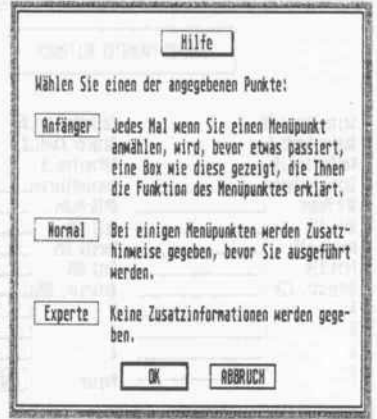 Hilfe
Wählen Sie einen der angegebenen Punkte:
Anfänger Jedes Mal wenn Sie einen Menüpunkt
anwählen, wird, bevor etwas passiert,
eine Box wie diese gezeigt, die Ihnen
die Funktion des Menüpunktes erklärt.
Normal Bei einigen Menüpunkten werden Zusatz-
hinweise gegeben, bevor Sie ausgeführt
werden.
Experte Keine Zusatzinformationen werden gege-
ben.
OK ABBRUCH